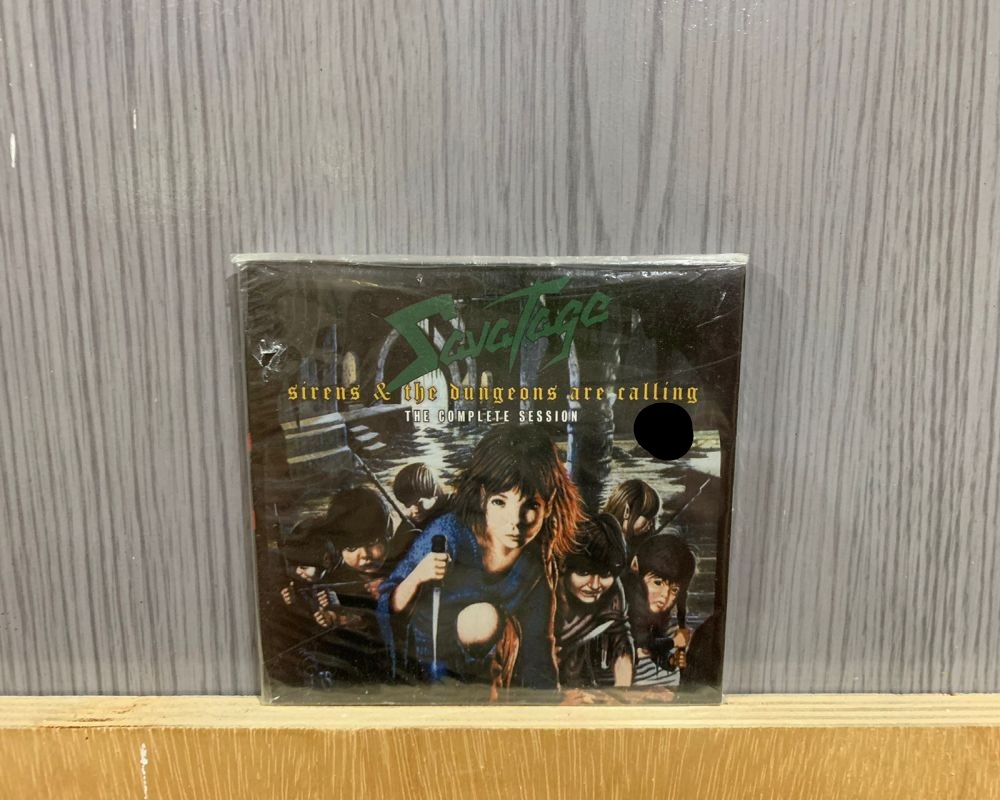 Savatage
sirens & the dungeons are calling
THE COMPLETE SESSION